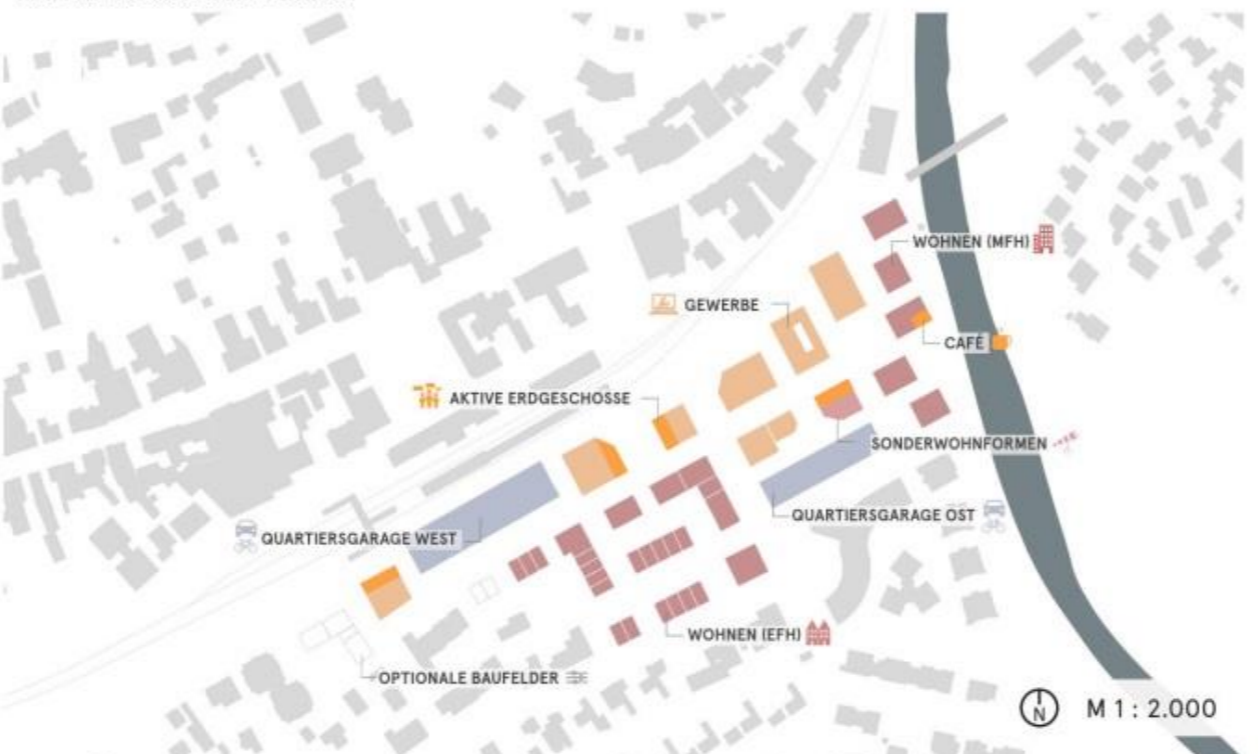 WOHNEN (MFH)
GEWERBE
CAFÉ
AKTIVE ERDGESCHOSSE
SONDERWOHNFORMEN
QUARTIERSGARAGE OST
QUARTIERSGARAGE WEST
WOHNEN (EFH)
OPTIONALE BAUFELDER
N
M 1 : 2.000